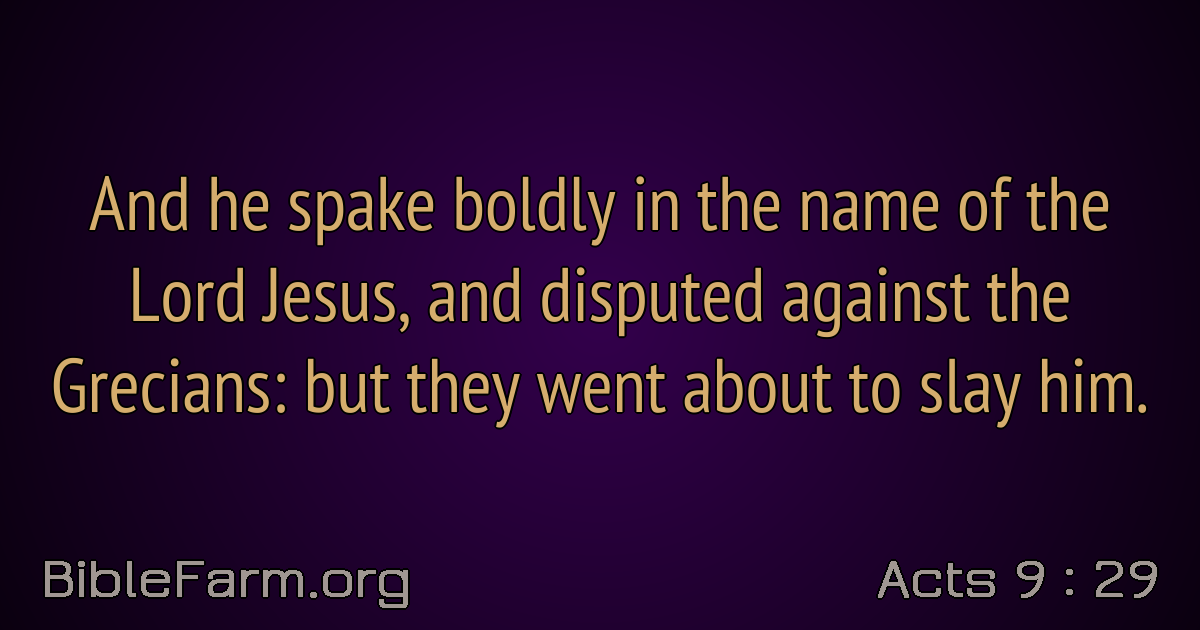 And he spake boldly in the name of the
Lord Jesus, and disputed against the
Grecians: but they went about to slay him.
BibleFarm.org
Acts 9 : 29